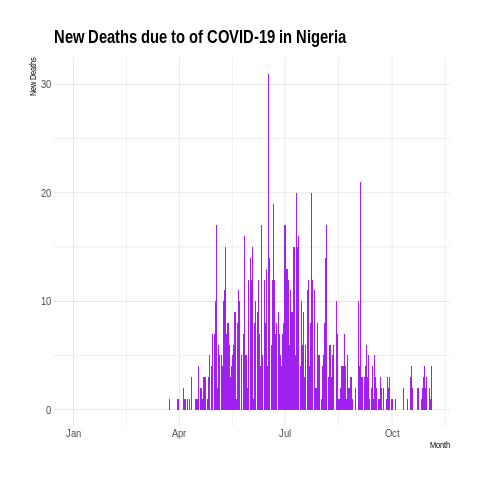 New Deaths due to of COVID-19 in Nigeria
New Deaths
30
20
10
0
Jan Apr Jul Oct
Month